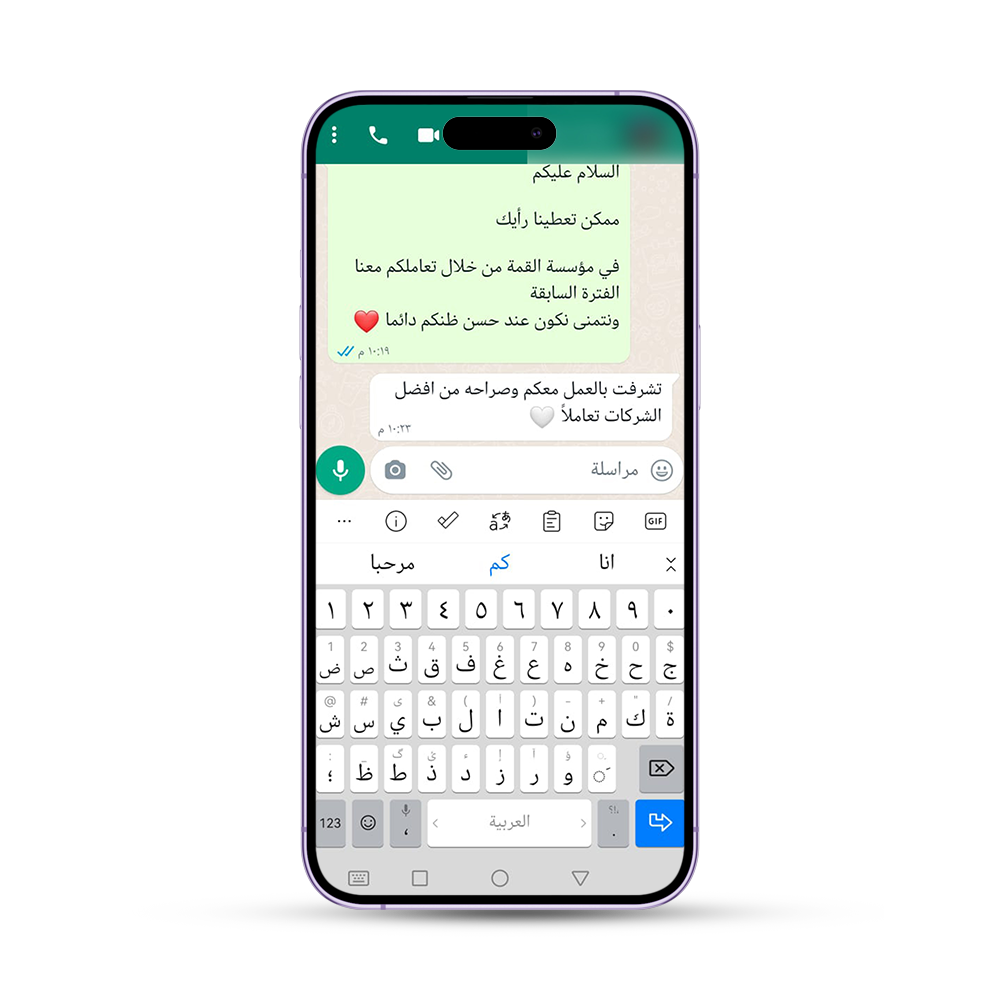 السلام عليكم
ممكن تعطينا رأيك
في مؤسسة القمة من خلال تعاملكم معنا
الفترة السابقة
ونتمنى نكون عند حسن ظنكم دائما ❤️
١٠:١٩ م
تشرفت بالعمل معكم وصراحه من افضل
الشركات تعاملاً 🤍
١٠:٢٣ م
مراسلة
GIF
انا كم مرحبا
١ ٢ ٣ ٤ ٥ ٦ ٧ ٨ ٩ ٠
1 2 3 4 5 6 7 8 9 0 $
ض ص ث ق ف غ ع ه خ ح ج
@ # ى & ( أ ) - + " /
ش س ي ب ل ا ت ن م ك ة
: ـ گ ئ ء ! آ ؤ
؛ ظ ط ذ د ز ر و
123 ، العربية . !؟